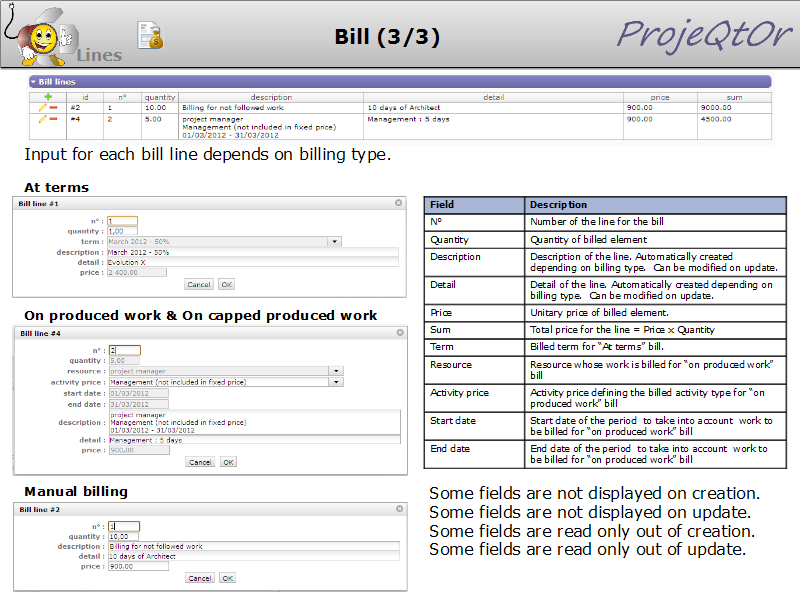 Lines
Bill (3/3)
ProjeQtOr
Bill lines
id n° quantity description detail price sum
#2 1 10.00 Billing for not followed work 10 days of Architect 900.00 9000.00
#4 2 5.00 project manager Management : 5 days 900.00 4500.00
Management (not included in fixed price)
01/03/2012 - 31/03/2012
Input for each bill line depends on billing type.
At terms
Bill line #1
n° : 1
quantity : 1,00
term : March 2012 - 50%
description : March 2012 - 50%
detail : Evolution X
price : 2 400,00
Cancel OK
On produced work & On capped produced work
Bill line #4
n° : 2
quantity : 5,00
resource : project manager
activity price : Management (not included in fixed price)
start date : 01/03/2012
end date : 31/03/2012
description : project manager
Management (not included in fixed price)
01/03/2012 - 31/03/2012
detail : Management : 5 days
price : 900,00
Cancel OK
Manual billing
Bill line #2
n° : 1
quantity : 10,00
description : Billing for not followed work
detail : 10 days of Architect
price : 900,00
Cancel OK
Field Description
N° Number of the line for the bill
Quantity Quantity of billed element
Description Description of the line. Automatically created
depending on billing type. Can be modified on update.
Detail Detail of the line. Automatically created depending on
billing type. Can be modified on update.
Price Unitary price of billed element.
Sum Total price for the line = Price x Quantity
Term Billed term for “At terms” bill.
Resource Resource whose work is billed for “on produced work”
bill
Activity price Activity price defining the billed activity type for “on
produced work” bill
Start date Start date of the period to take into account work to
be billed for “on produced work” bill
End date End date of the period to take into account work to
be billed for “on produced work” bill
Some fields are not displayed on creation.
Some fields are not displayed on update.
Some fields are read only out of creation.
Some fields are read only out of update.